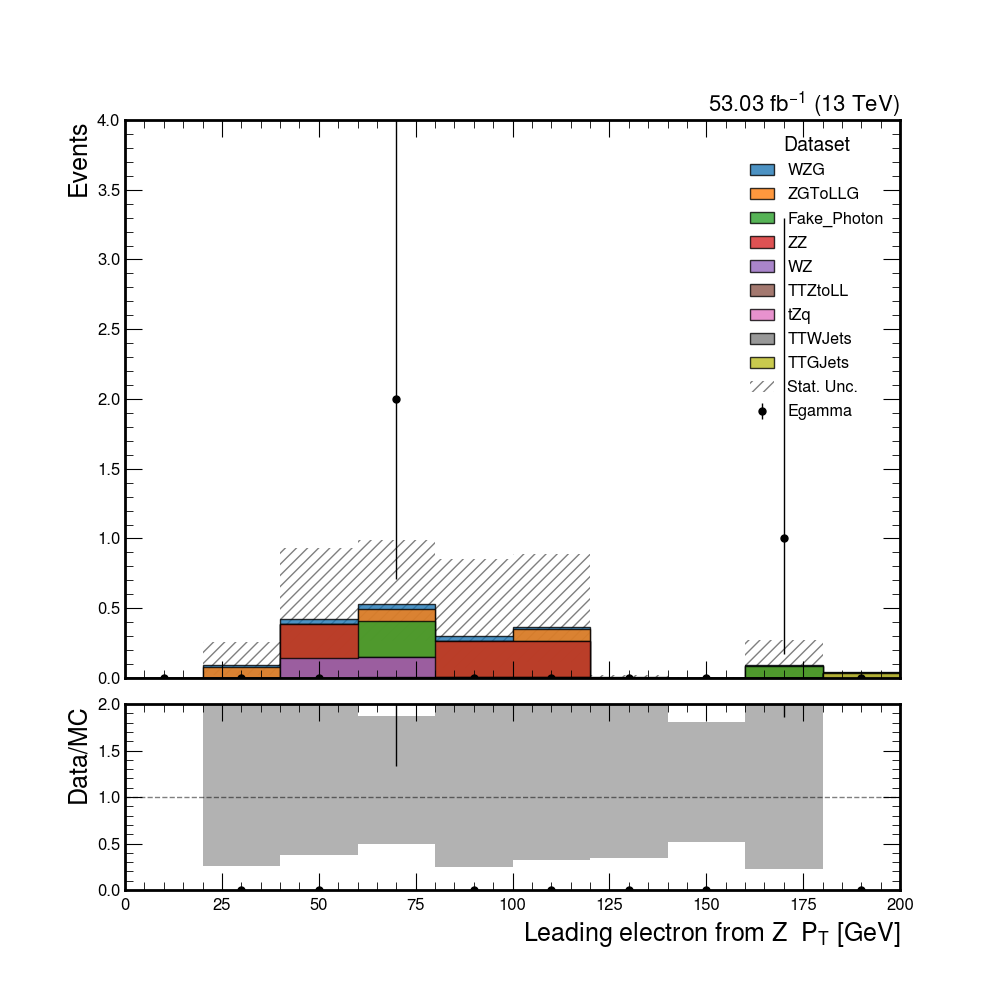 53.03 fb⁻¹ (13 TeV)
Events
4.0
3.5
3.0
2.5
2.0
1.5
1.0
0.5
0.0
Dataset
WZG
ZGToLLG
Fake_Photon
ZZ
WZ
TTZtoLL
tZq
TTWJets
TTGJets
Stat. Unc.
Egamma
Data/MC
2.0
1.5
1.0
0.5
0.0
0 25 50 75 100 125 150 175 200
Leading electron from Z P_T [GeV]